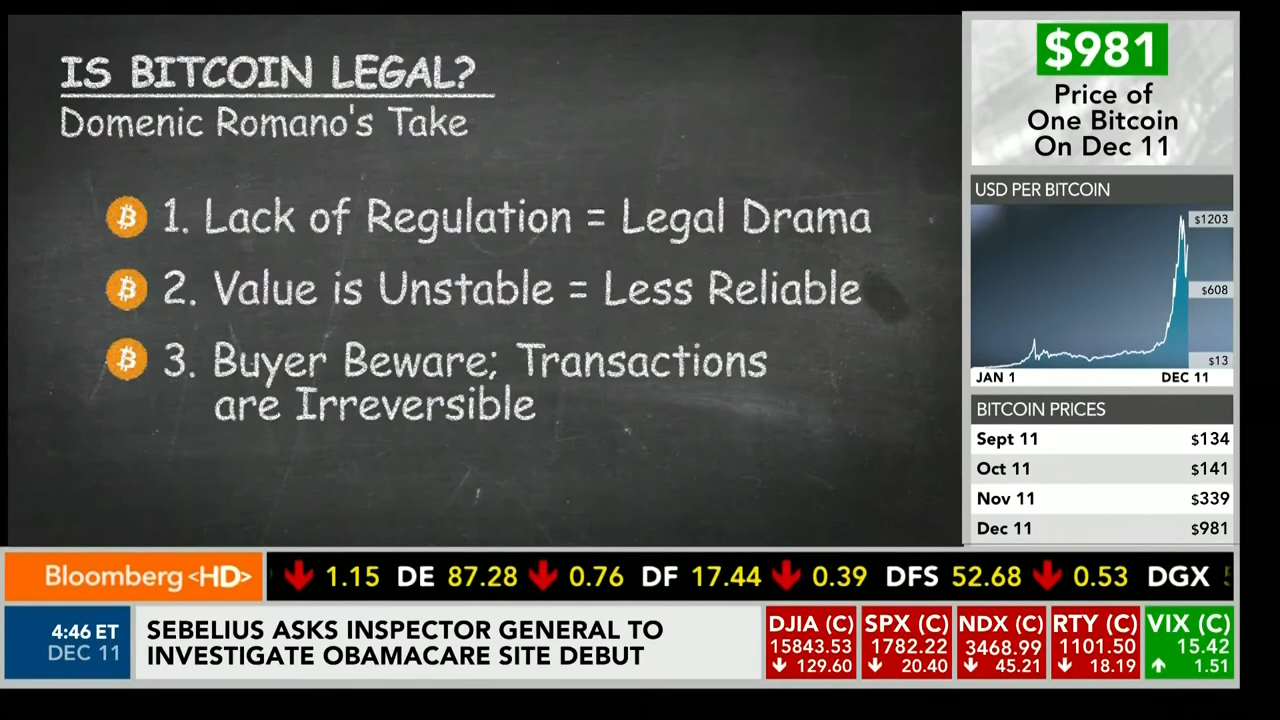 IS BITCOIN LEGAL?
Domenic Romano's Take
1. Lack of Regulation = Legal Drama
2. Value is Unstable = Less Reliable
3. Buyer Beware; Transactions
are Irreversible
$981
Price of
One Bitcoin
On Dec 11
USD PER BITCOIN
$1203
$608
$13
JAN 1 DEC 11
BITCOIN PRICES
Sept 11 $134
Oct 11 $141
Nov 11 $339
Dec 11 $981
Bloomberg <HD> 1.15 DE 87.28 0.76 DF 17.44 0.39 DFS 52.68 0.53 DGX
4:46 ET
DEC 11
SEBELIUS ASKS INSPECTOR GENERAL TO
INVESTIGATE OBAMACARE SITE DEBUT
DJIA (C)
15843.53
129.60
SPX (C)
1782.22
20.40
NDX (C)
3468.99
45.21
RTY (C)
1101.50
18.19
VIX (C)
15.42
1.51